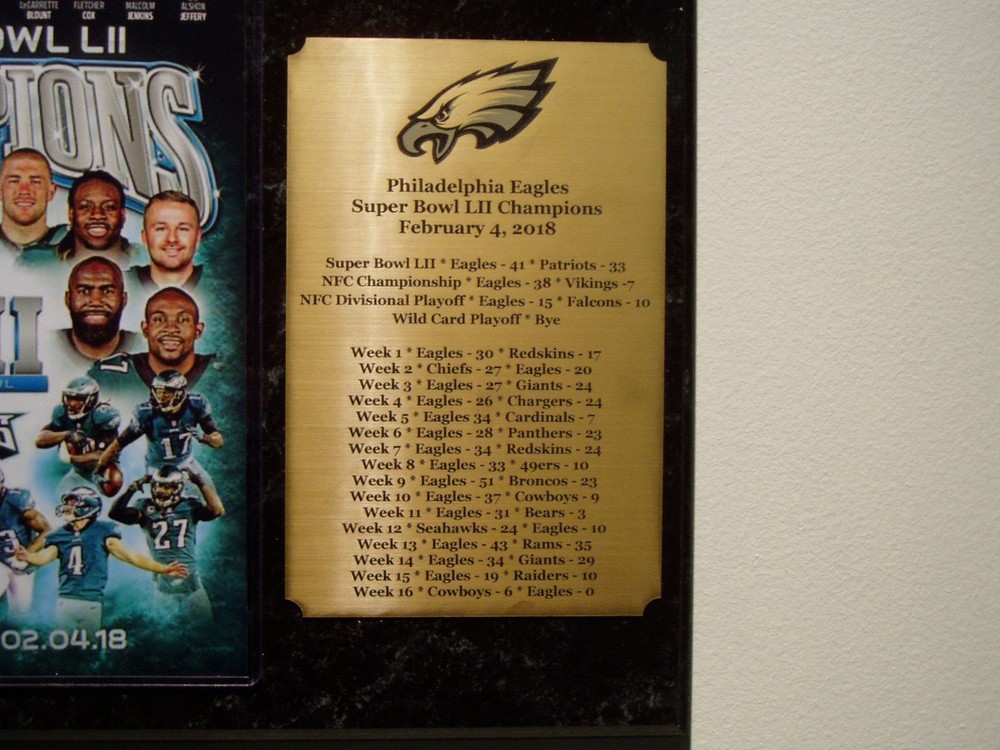 LeGARRETTE BLOUNT
FLETCHER COX
MALCOLM JENKINS
ALSHON JEFFERY
OWL LII
PIONS
II
WL
17
27
4
02.04.18
Philadelphia Eagles
Super Bowl LII Champions
February 4, 2018
Super Bowl LII * Eagles - 41 * Patriots - 33
NFC Championship * Eagles - 38 * Vikings -7
NFC Divisional Playoff * Eagles - 15 * Falcons - 10
Wild Card Playoff * Bye
Week 1 * Eagles - 30 * Redskins - 17
Week 2 * Chiefs - 27 * Eagles - 20
Week 3 * Eagles - 27 * Giants - 24
Week 4 * Eagles - 26 * Chargers - 24
Week 5 * Eagles 34 * Cardinals - 7
Week 6 * Eagles - 28 * Panthers - 23
Week 7 * Eagles - 34 * Redskins - 24
Week 8 * Eagles - 33 * 49ers - 10
Week 9 * Eagles - 51 * Broncos - 23
Week 10 * Eagles - 37 * Cowboys - 9
Week 11 * Eagles - 31 * Bears - 3
Week 12 * Seahawks - 24 * Eagles - 10
Week 13 * Eagles - 43 * Rams - 35
Week 14 * Eagles - 34 * Giants - 29
Week 15 * Eagles - 19 * Raiders - 10
Week 16 * Cowboys - 6 * Eagles - 0